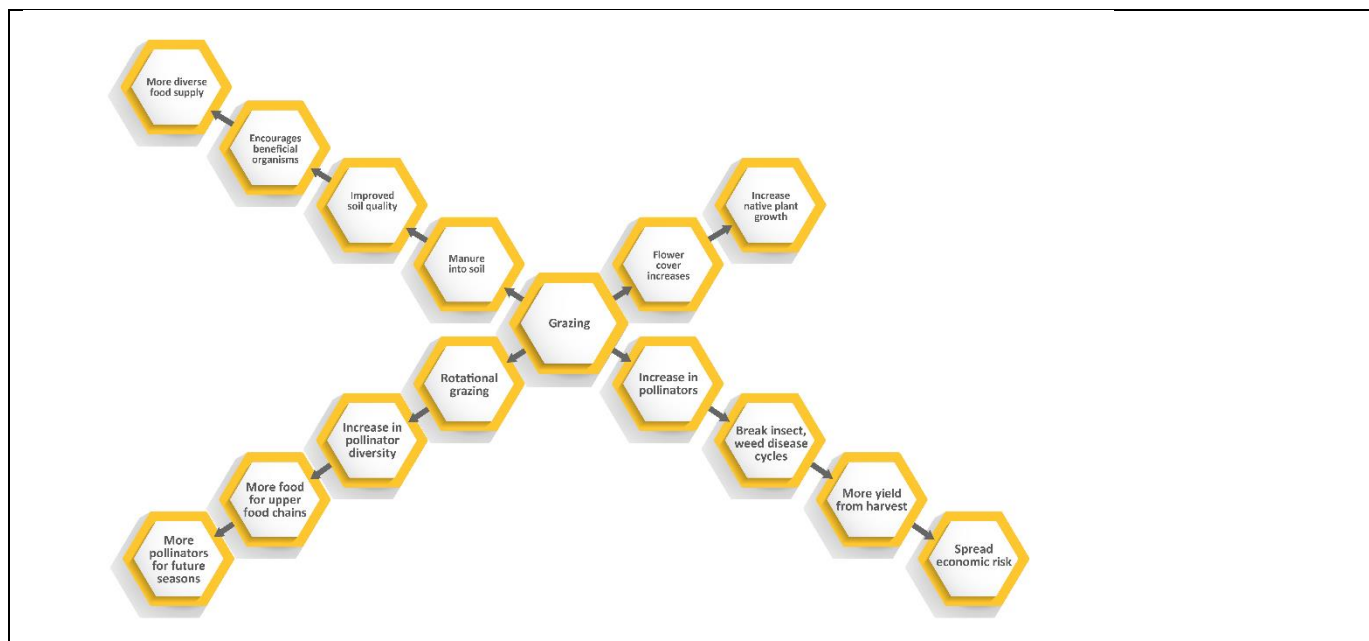 More diverse
food supply
Encourages
beneficial
organisms
Improved
soil quality
Manure
into soil
Increase
native plant
growth
Flower
cover
increases
Grazing
Rotational
grazing
Increase in
pollinator
diversity
More food
for upper
food chains
More
pollinators
for future
seasons
Increase in
pollinators
Break insect,
weed disease
cycles
More yield
from harvest
Spread
economic risk